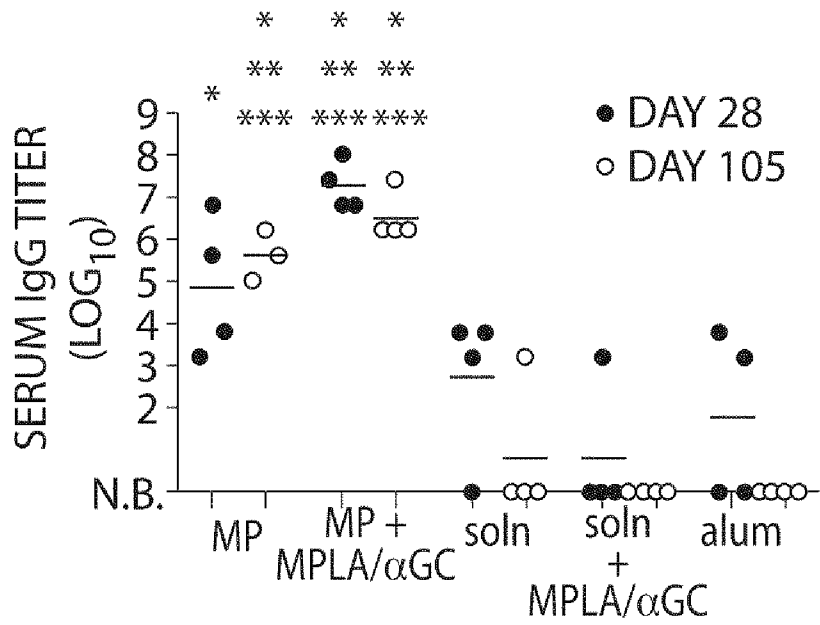 * * *
** ** **
* *** *** ***
9
8
7
6
5
4
3
2
N.B.
SERUM IgG TITER
(LOG10)
● DAY 28
○ DAY 105
MP
MP +
MPLA/αGC
soln
soln
+
MPLA/αGC
alum